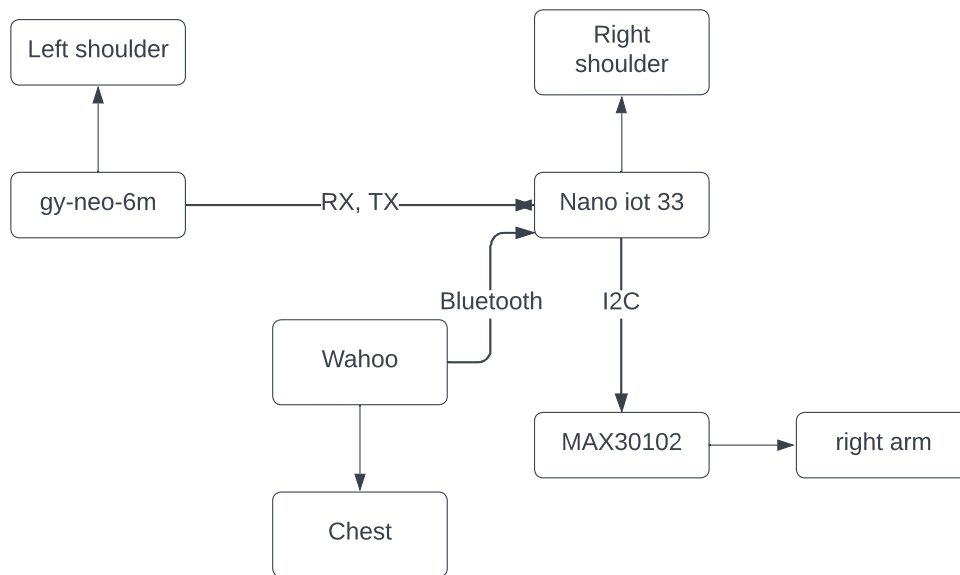 Left shoulder
Right
shoulder
gy-neo-6m
RX, TX
Nano iot 33
Bluetooth
I2C
Wahoo
MAX30102
right arm
Chest